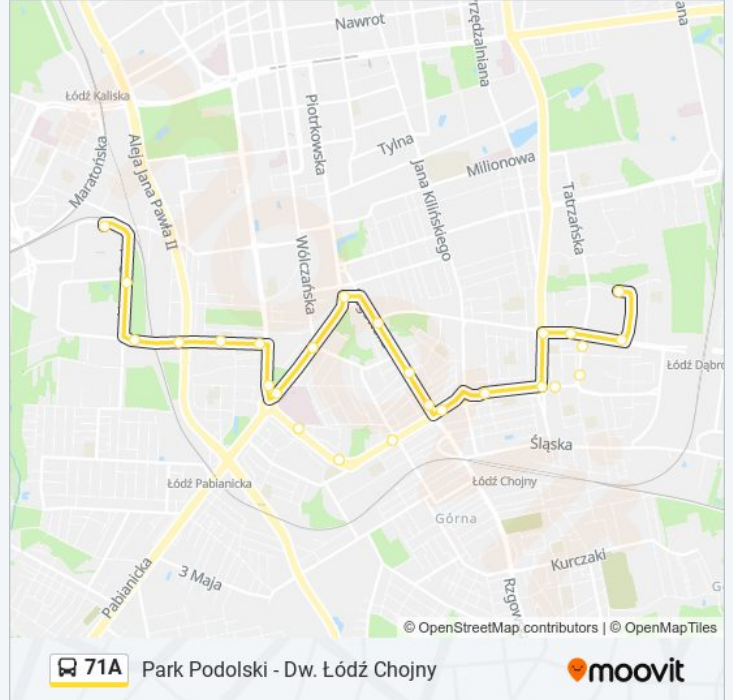 Nawrot
rzędzalniana
ana
Łódź Kaliska
Piotrkowska
Tylna
Milionowa
Maratońska
Aleja Jana Pawła II
Jana Kilińskiego
Tatrzańska
Wólczańska
Łódź Dąbro
Śląska
Łódź Pabianicka
Łódź Chojny
Górna
Kurczaki
3 Maja
Pabianicka
Rzgow
© OpenStreetMap contributors | © OpenMapTiles
71A Park Podolski - Dw. Łódź Chojny
moovit